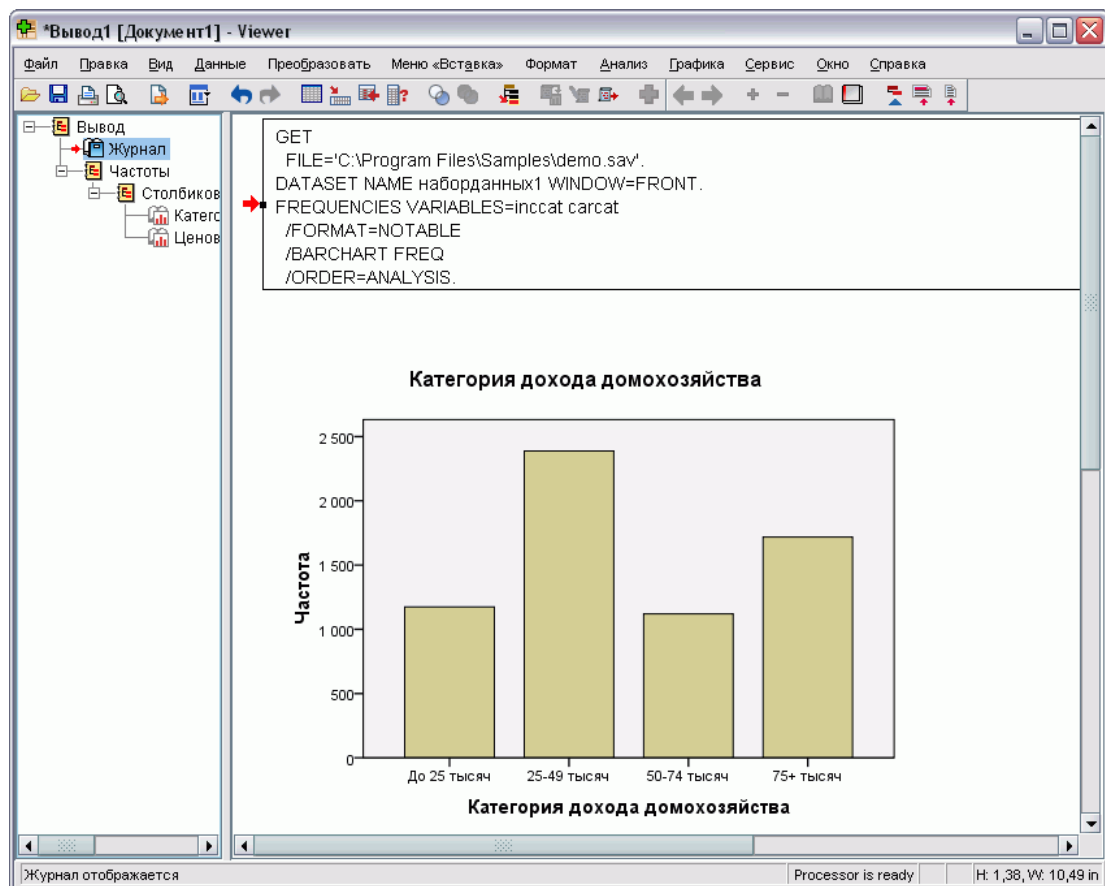 *Вывод1 [Документ1] - Viewer
Файл Правка Вид Данные Преобразовать Меню «Вставка» Формат Анализ Графика Сервис Окно Справка
Вывод
Журнал
Частоты
Столбиков
Катего
Ценов
GET
FILE='C:\Program Files\Samples\demo.sav'.
DATASET NAME наборданных1 WINDOW=FRONT.
FREQUENCIES VARIABLES=inccat carcat
/FORMAT=NOTABLE
/BARCHART FREQ
/ORDER=ANALYSIS.
Категория дохода домохозяйства
2 500
2 000
1 500
1 000
500
0
Частота
До 25 тысяч 25-49 тысяч 50-74 тысяч 75+ тысяч
Категория дохода домохозяйства
Журнал отображается Processor is ready H: 1,38, W: 10,49 in